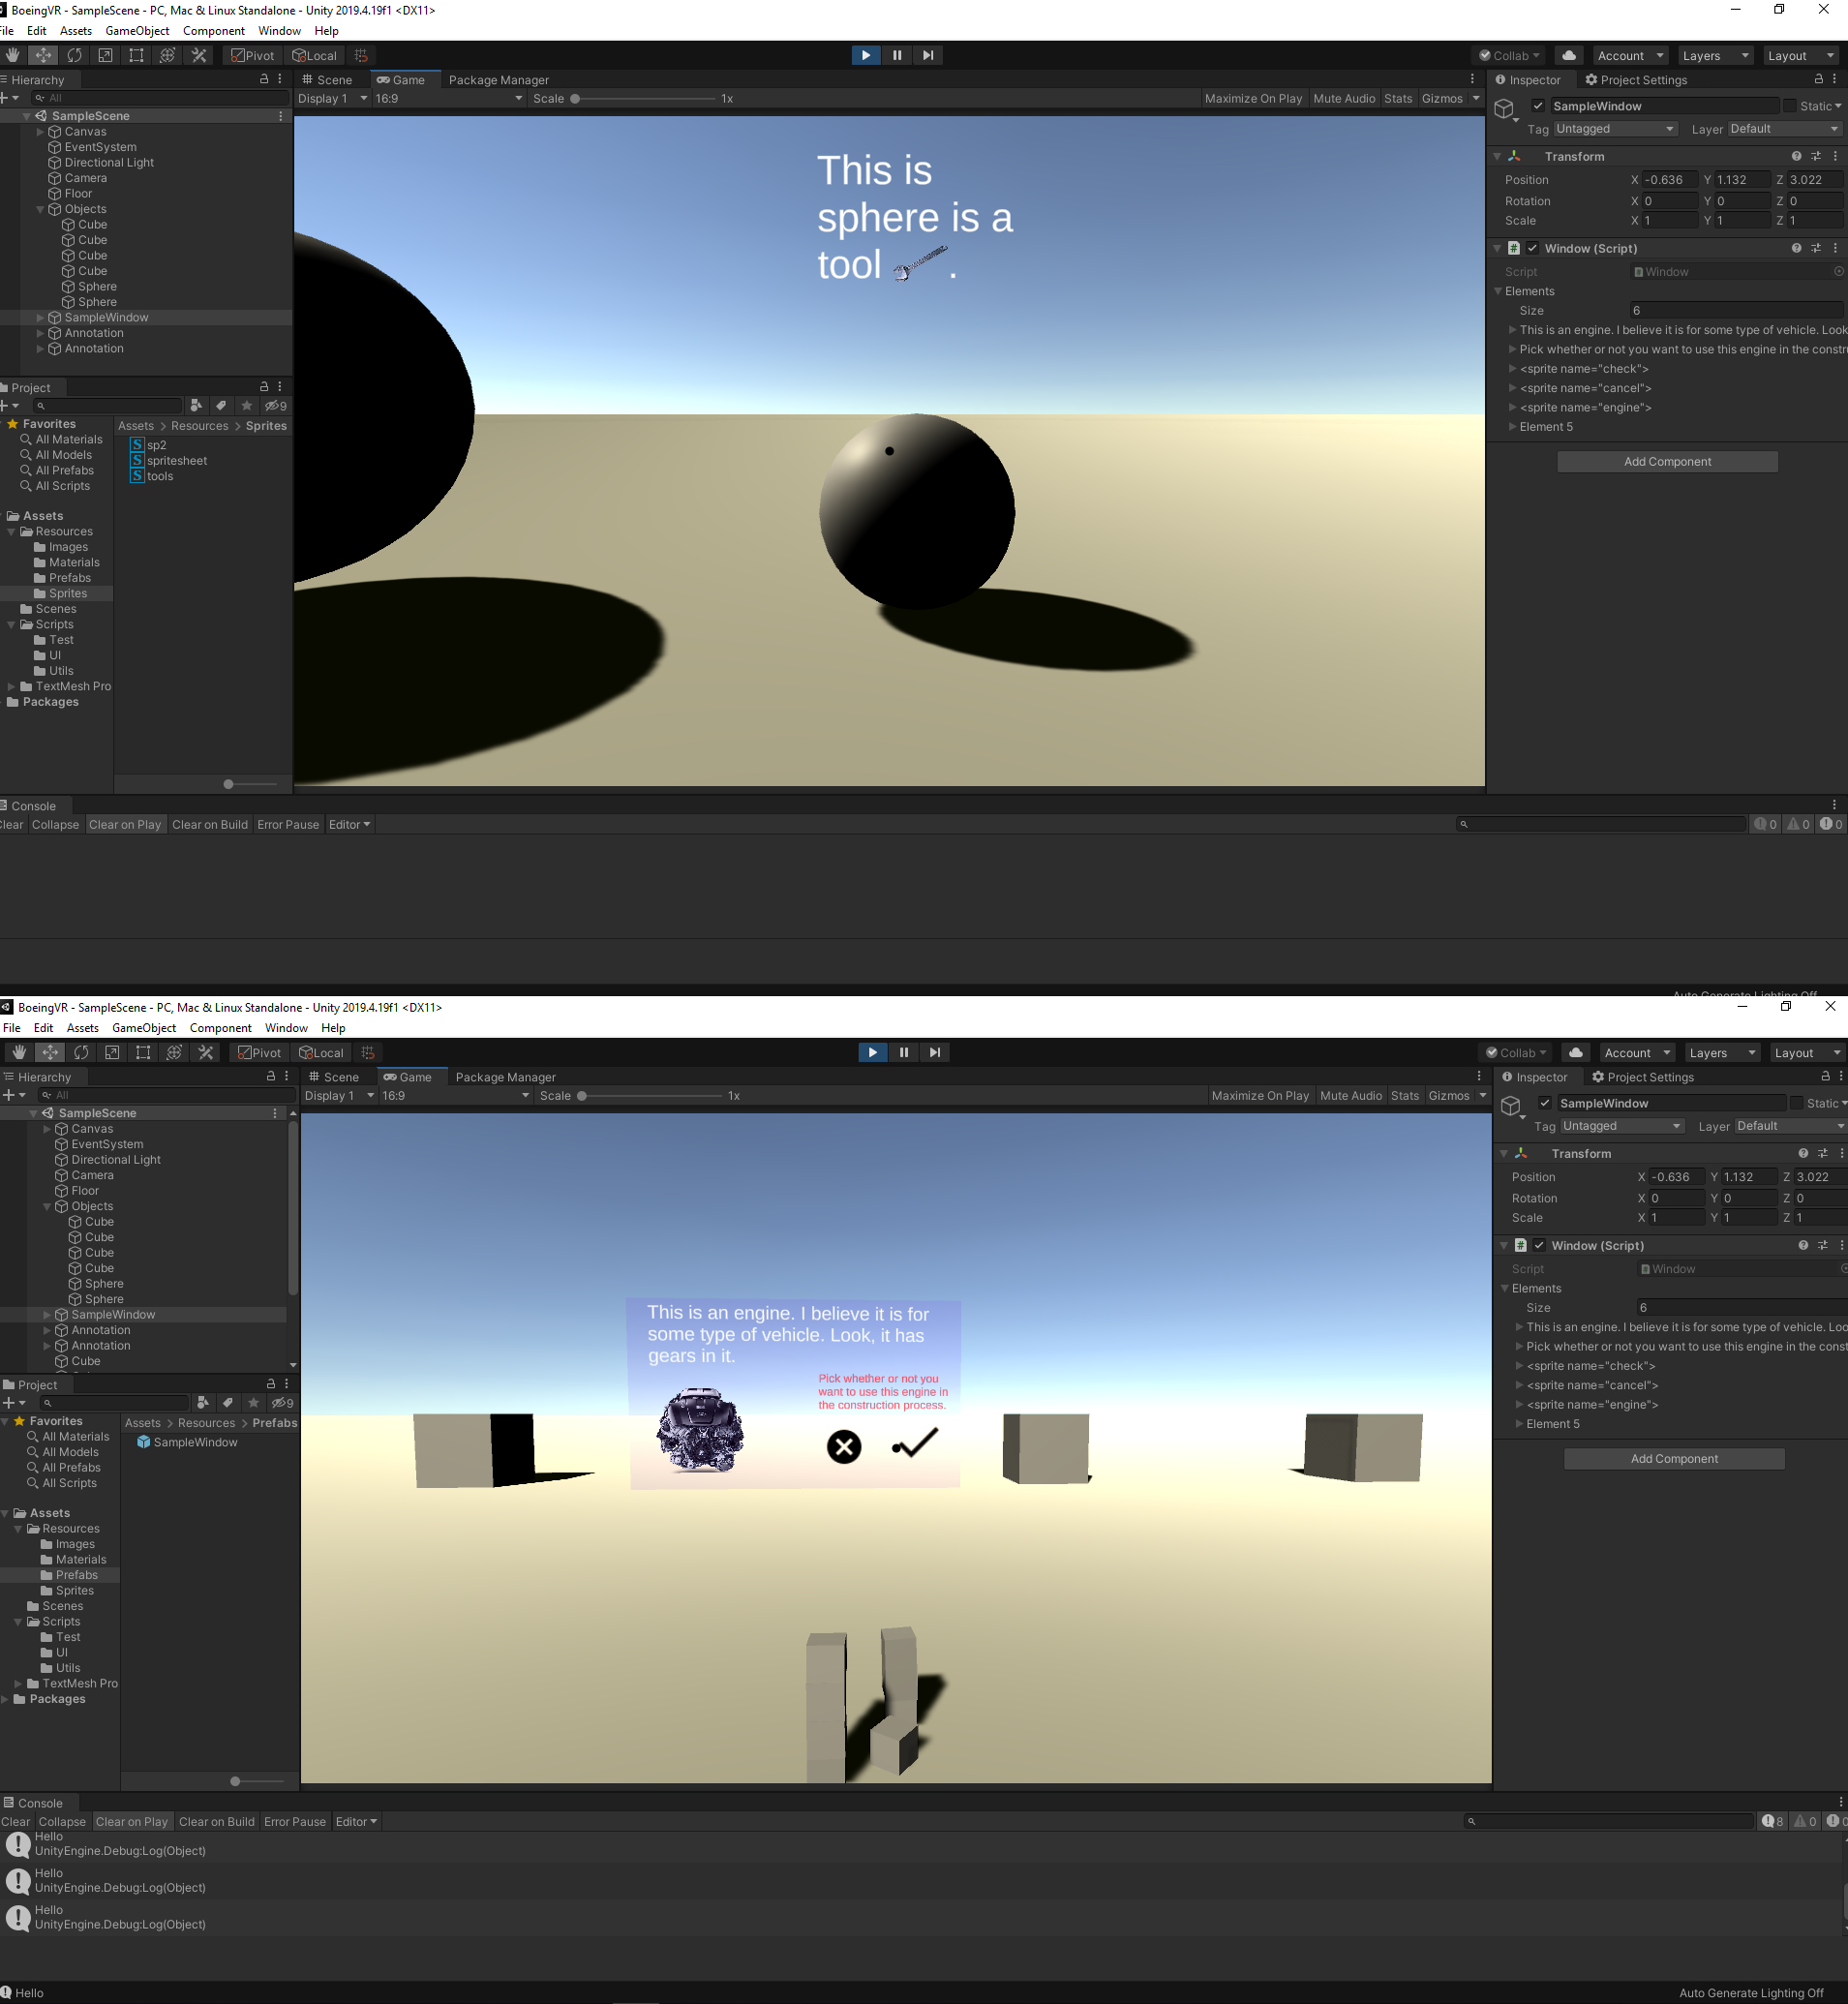 BoeingVR - SampleScene - PC, Mac & Linux Standalone - Unity 2019.4.19f1 <DX11>
File Edit Assets GameObject Component Window Help
Pivot Local Collab Account Layers Layout
Hierarchy
All
SampleScene
Canvas
EventSystem
Directional Light
Camera
Floor
Objects
Cube
Cube
Cube
Cube
Sphere
Sphere
SampleWindow
Annotation
Annotation
Project
9
Favorites
All Materials
All Models
All Prefabs
All Scripts
Assets
Resources
Images
Materials
Prefabs
Sprites
Scenes
Scripts
Test
UI
Utils
TextMesh Pro
Packages
Assets > Resources > Sprites
sp2
spritesheet
tools
Scene Game Package Manager
Display 1 16:9 Scale 1x Maximize On Play Mute Audio Stats Gizmos
This is
sphere is a
tool .
Inspector Project Settings
SampleWindow Static
Tag Untagged Layer Default
Transform
Position X -0.636 Y 1.132 Z 3.022
Rotation X 0 Y 0 Z 0
Scale X 1 Y 1 Z 1
Window (Script)
Script Window
Elements
Size 6
This is an engine. I believe it is for some type of vehicle. Look
Pick whether or not you want to use this engine in the constr
<sprite name="check">
<sprite name="cancel">
<sprite name="engine">
Element 5
Add Component
Console
Clear Collapse Clear on Play Clear on Build Error Pause Editor 0 0 0
Auto Generate Lighting Off
BoeingVR - SampleScene - PC, Mac & Linux Standalone - Unity 2019.4.19f1 <DX11>
File Edit Assets GameObject Component Window Help
Pivot Local Collab Account Layers Layout
Hierarchy
All
SampleScene
Canvas
EventSystem
Directional Light
Camera
Floor
Objects
Cube
Cube
Cube
Cube
Sphere
Sphere
SampleWindow
Annotation
Annotation
Cube
Project
9
Favorites
All Materials
All Models
All Prefabs
All Scripts
Assets
Resources
Images
Materials
Prefabs
Sprites
Scenes
Scripts
Test
UI
Utils
TextMesh Pro
Packages
Assets > Resources > Prefabs
SampleWindow
Scene Game Package Manager
Display 1 16:9 Scale 1x Maximize On Play Mute Audio Stats Gizmos
This is an engine. I believe it is for
some type of vehicle. Look, it has
gears in it.
Pick whether or not you
want to use this engine in
the construction process.
Inspector Project Settings
SampleWindow Static
Tag Untagged Layer Default
Transform
Position X -0.636 Y 1.132 Z 3.022
Rotation X 0 Y 0 Z 0
Scale X 1 Y 1 Z 1
Window (Script)
Script Window
Elements
Size 6
This is an engine. I believe it is for some type of vehicle. Loo
Pick whether or not you want to use this engine in the const
<sprite name="check">
<sprite name="cancel">
<sprite name="engine">
Element 5
Add Component
Console
Clear Collapse Clear on Play Clear on Build Error Pause Editor 8 0 0
Hello
UnityEngine.Debug:Log(Object)
Hello
UnityEngine.Debug:Log(Object)
Hello
UnityEngine.Debug:Log(Object)
Hello
Auto Generate Lighting Off